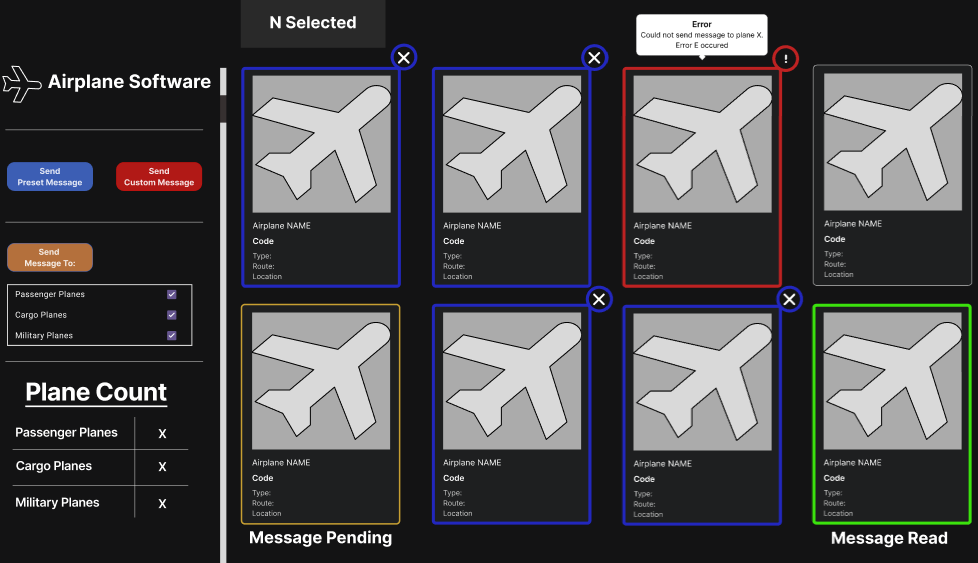 N Selected
Error
Could not send message to plane X.
Error E occured
!
Airplane Software
Send
Preset Message
Send
Custom Message
Send
Message To:
Passenger Planes
Cargo Planes
Military Planes
Plane Count
Passenger Planes X
Cargo Planes X
Military Planes X
Airplane NAME
Code
Type:
Route:
Location
Airplane NAME
Code
Type:
Route:
Location
Airplane NAME
Code
Type:
Route:
Location
Airplane NAME
Code
Type:
Route:
Location
Airplane NAME
Code
Type:
Route:
Location
Message Pending
Airplane NAME
Code
Type:
Route:
Location
Airplane NAME
Code
Type:
Route:
Location
Airplane NAME
Code
Type:
Route:
Location
Message Read